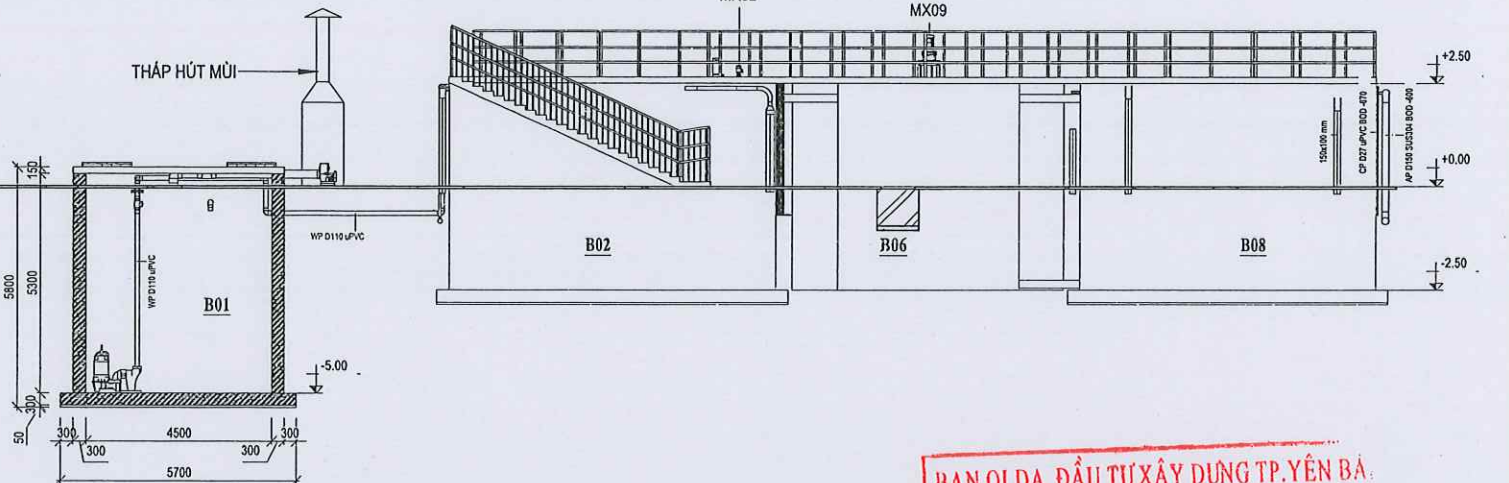 MX09
THÁP HÚT MÙI
+2.50
150x100 mm
CP D27 uPVC BOD -670
AP D150 SUS304 BOD -600
+0.00
150
WP D110 uPVC
B02
B06
B08
-2.50
5800
5300
WP D110 uPVC
B01
-5.00
300
50
300
4500
300
300
300
5700
BAN QLDA ĐẦU TƯ XÂY DỰNG TP.YÊN BÁ